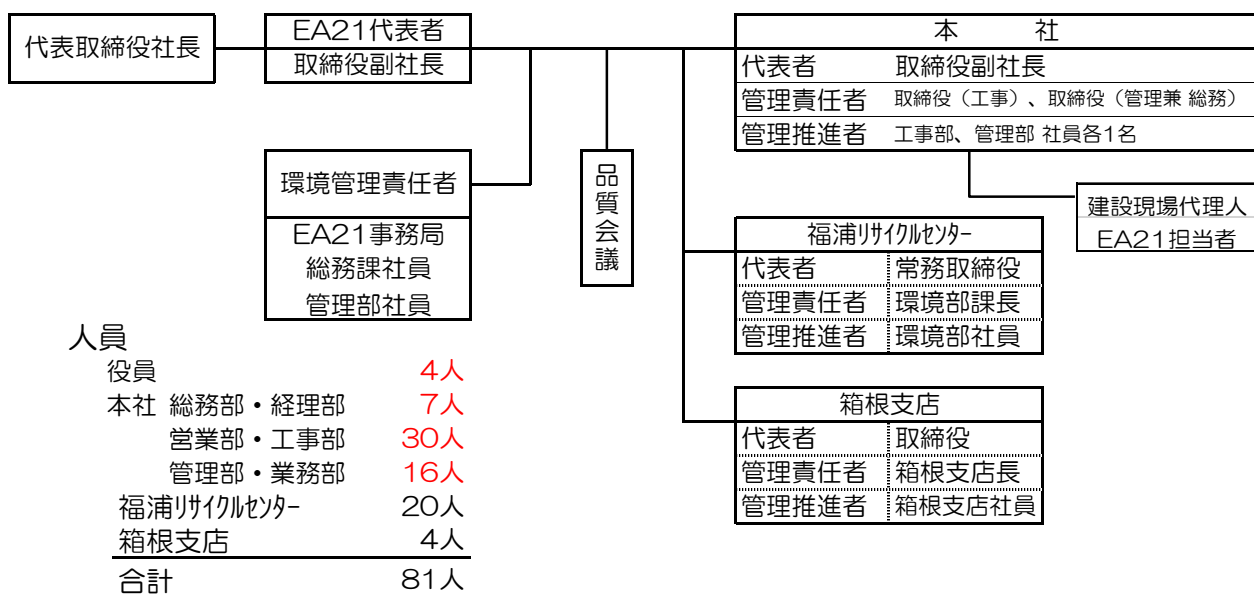 代表取締役社長
EA21代表者
取締役副社長
環境管理責任者
EA21事務局
総務課社員
管理部社員
品質会議
本 社
代表者 取締役副社長
管理責任者 取締役（工事）、取締役（管理兼 総務）
管理推進者 工事部、管理部 社員各1名
建設現場代理人
EA21担当者
福浦ﾘｻｲｸﾙｾﾝﾀｰ
代表者 常務取締役
管理責任者 環境部課長
管理推進者 環境部社員
箱根支店
代表者 取締役
管理責任者 箱根支店長
管理推進者 箱根支店社員
人員
役員 4人
本社 総務部・経理部 7人
営業部・工事部 30人
管理部・業務部 16人
福浦ﾘｻｲｸﾙｾﾝﾀｰ 20人
箱根支店 4人
合計 81人